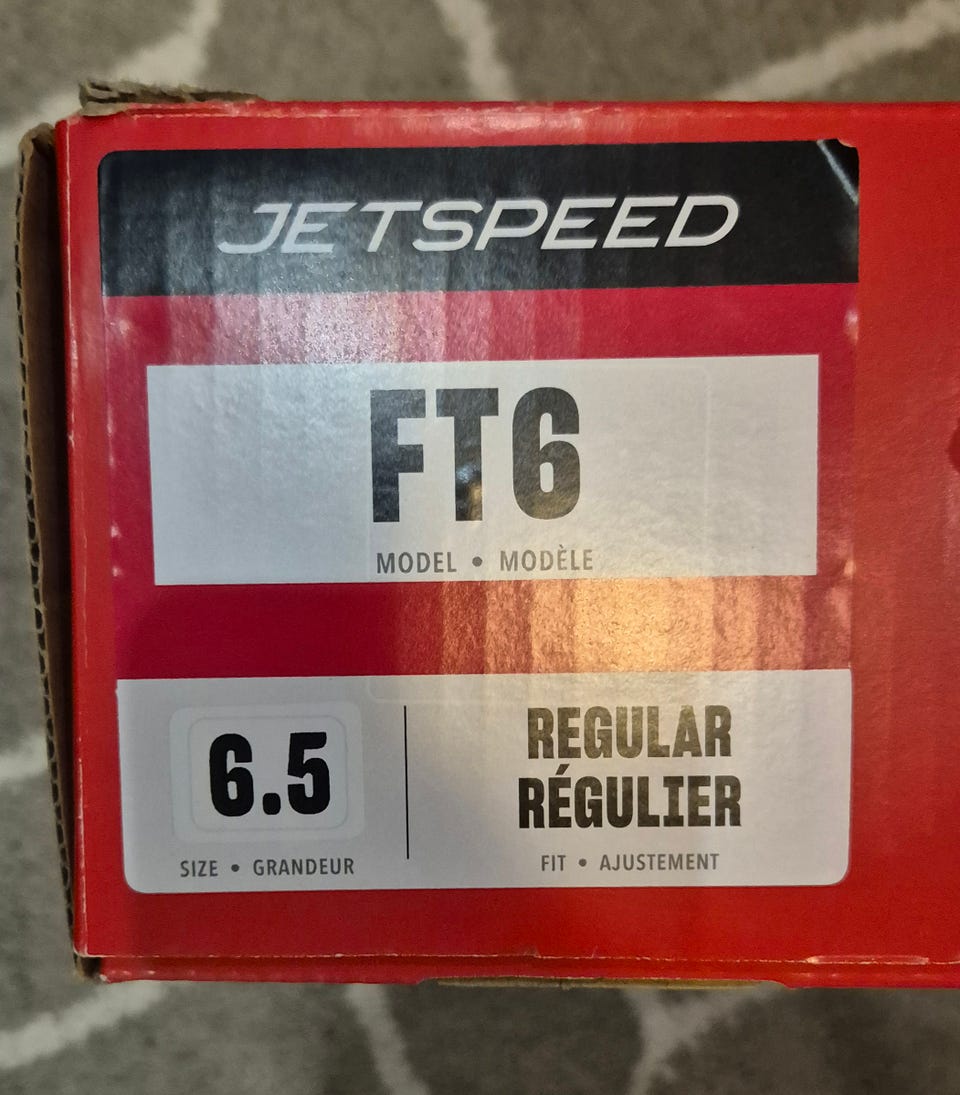 JETSPEED
FT6
MODEL • MODÈLE
6.5
SIZE • GRANDEUR
REGULAR
RÉGULIER
FIT • AJUSTEMENT